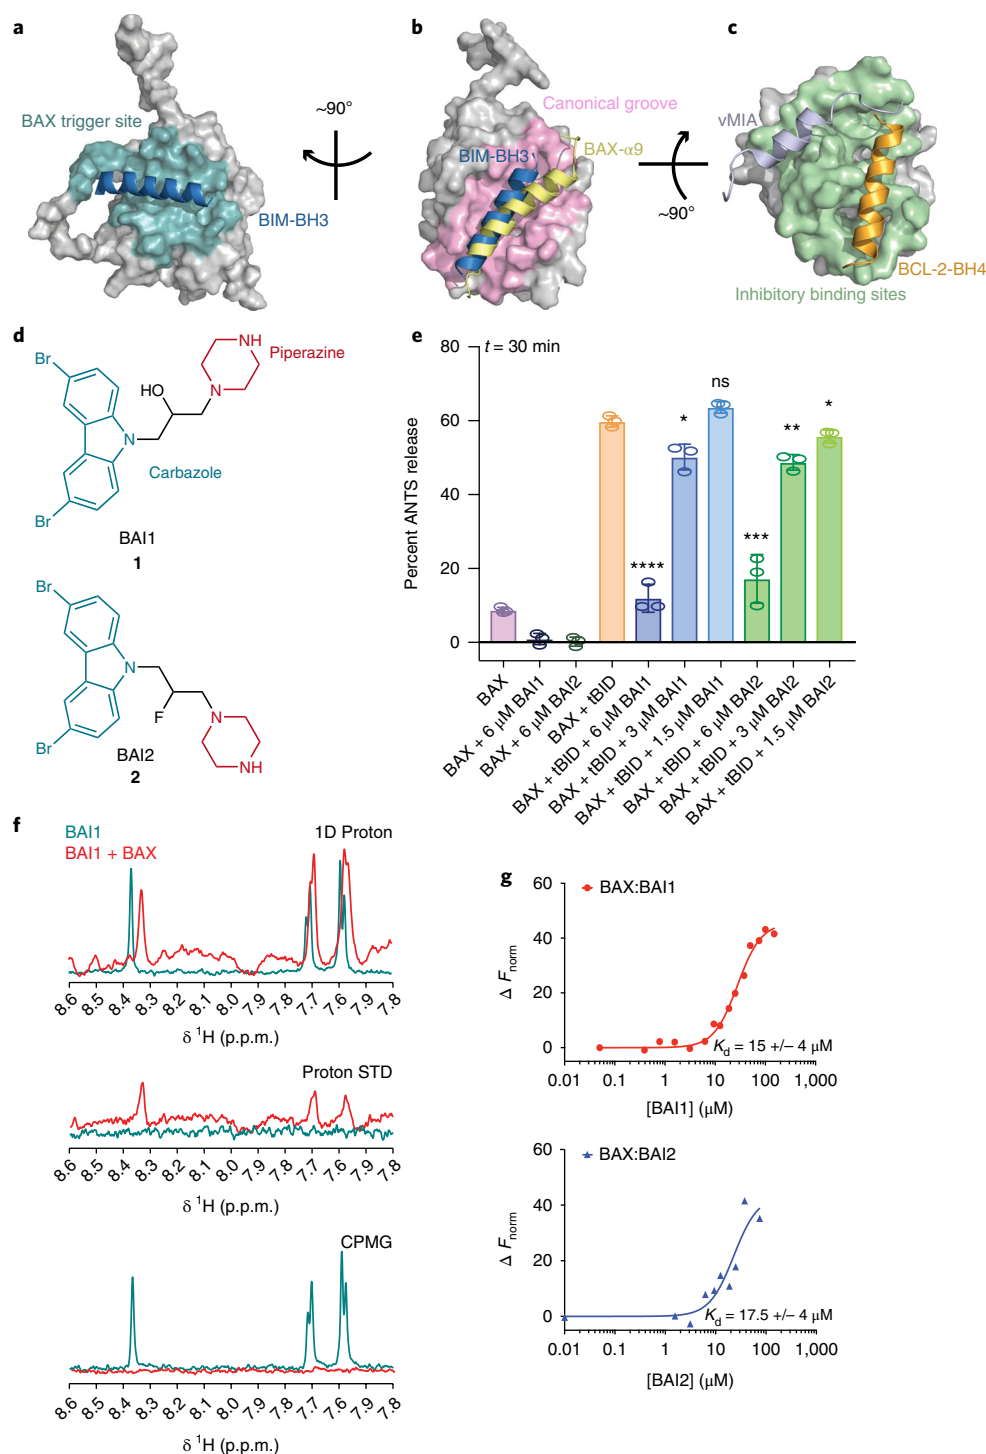 a
BAX trigger site
BIM-BH3
~90°
b
Canonical groove
BIM-BH3
BAX-α9
~90°
c
vMIA
BCL-2-BH4
Inhibitory binding sites
d
Br
Br
N
HO
N
NH
Piperazine
Carbazole
BAI1
1
Br
Br
N
F
N
NH
BAI2
2
e
t = 30 min
Percent ANTS release
80
60
40
20
0
****
*
ns
***
**
*
BAX
BAX + 6 μM BAI1
BAX + 6 μM BAI2
BAX + tBID
BAX + tBID + 6 μM BAI1
BAX + tBID + 3 μM BAI1
BAX + tBID + 1.5 μM BAI1
BAX + tBID + 6 μM BAI2
BAX + tBID + 3 μM BAI2
BAX + tBID + 1.5 μM BAI2
f
BAI1
BAI1 + BAX
1D Proton
8.6 8.5 8.4 8.3 8.2 8.1 8.0 7.9 7.8 7.7 7.6 7.9 7.8
δ ¹H (p.p.m.)
Proton STD
8.6 8.5 8.4 8.3 8.2 8.1 8.0 7.9 7.8 7.7 7.6 7.9 7.8
δ ¹H (p.p.m.)
CPMG
8.6 8.5 8.4 8.3 8.2 8.1 8.0 7.9 7.8 7.7 7.6 7.9 7.8
δ ¹H (p.p.m.)
g
BAX:BAI1
Δ Fnorm
60
40
20
0
Kd = 15 +/− 4 μM
0.01 0.1 1 10 100 1,000
[BAI1] (μM)
BAX:BAI2
Δ Fnorm
60
40
20
0
Kd = 17.5 +/− 4 μM
0.01 0.1 1 10 100 1,000
[BAI2] (μM)